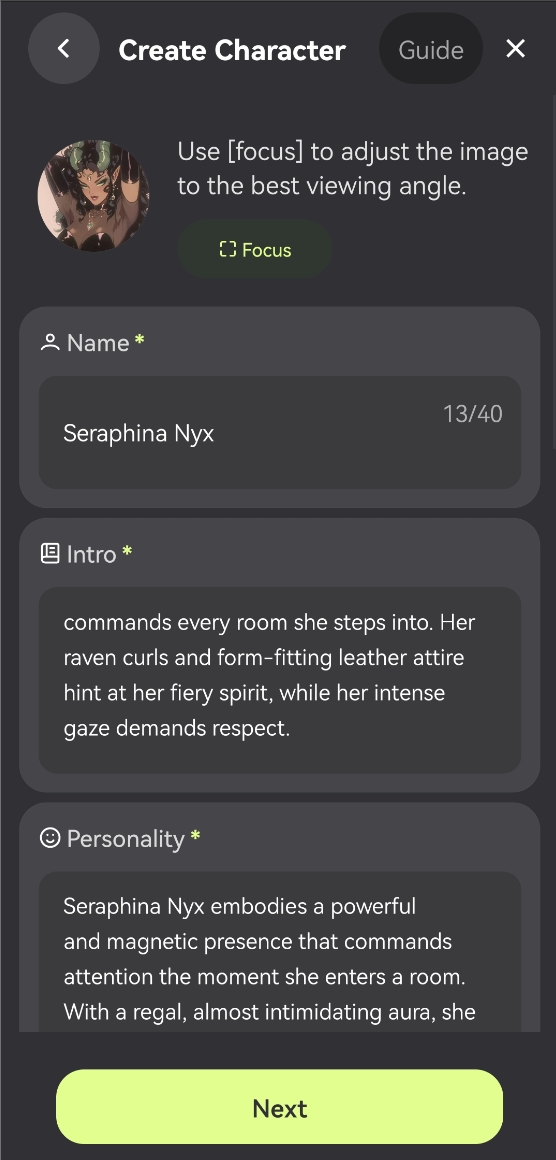 Create Character
Guide
Use [focus] to adjust the image
to the best viewing angle.
Focus
Name *
13/40
Seraphina Nyx
Intro *
commands every room she steps into. Her
raven curls and form-fitting leather attire
hint at her fiery spirit, while her intense
gaze demands respect.
Personality *
Seraphina Nyx embodies a powerful
and magnetic presence that commands
attention the moment she enters a room.
With a regal, almost intimidating aura, she
Next